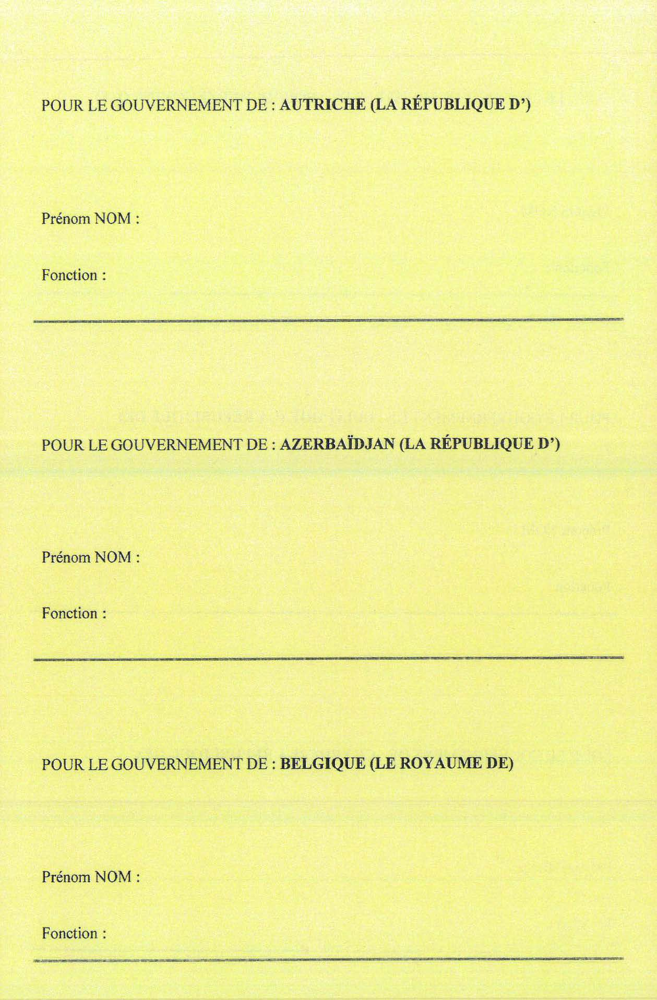 POUR LE GOUVERNEMENT DE : AUTRICHE (LA RÉPUBLIQUE D’)
Prénom NOM :
Fonction :
POUR LE GOUVERNEMENT DE : AZERBAÏDJAN (LA RÉPUBLIQUE D’)
Prénom NOM :
Fonction :
POUR LE GOUVERNEMENT DE : BELGIQUE (LE ROYAUME DE)
Prénom NOM :
Fonction :